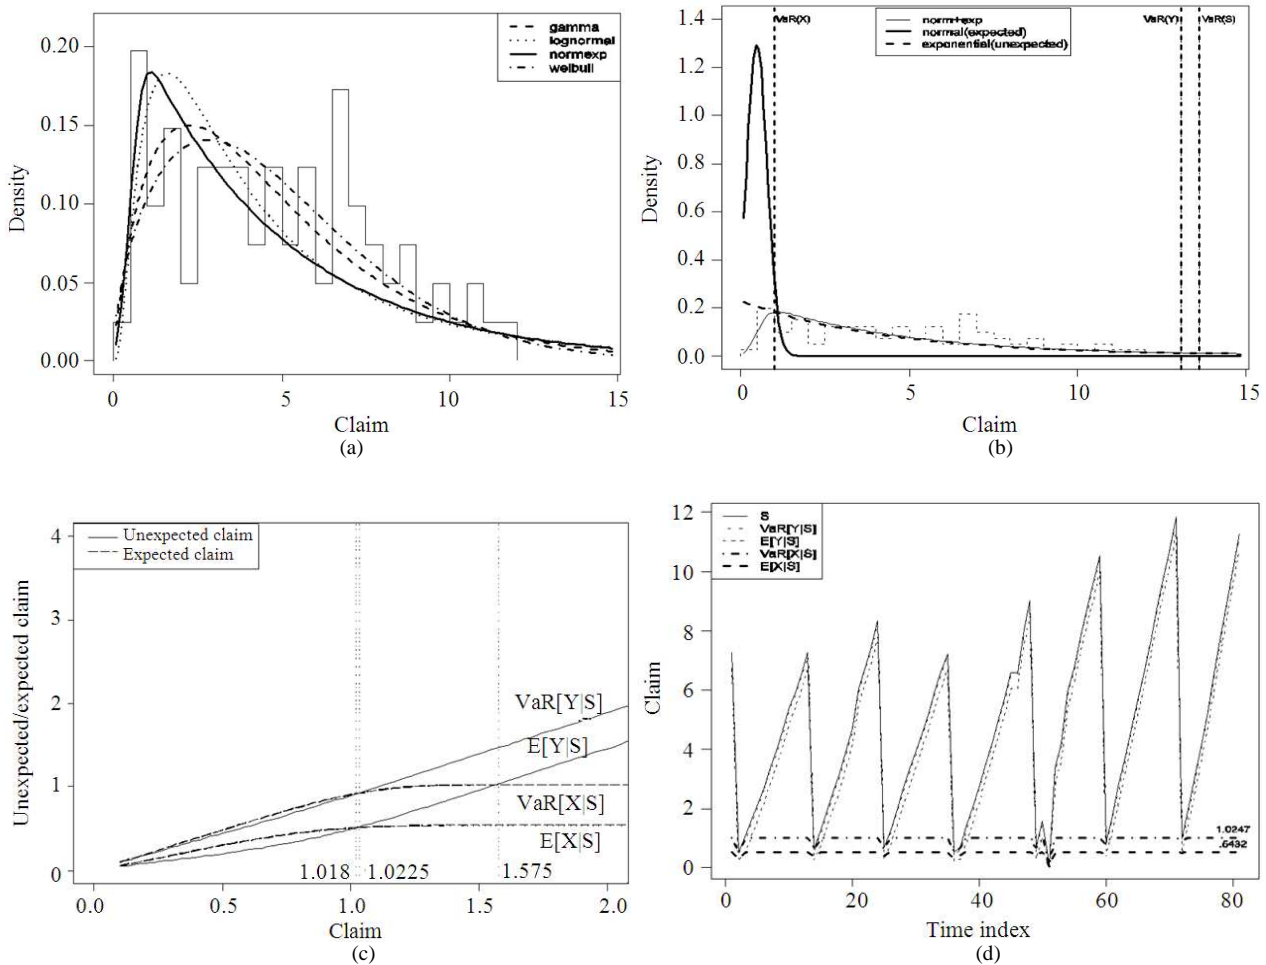 gamma
lognormal
normexp
weibull
0.20
0.15
0.10
0.05
0.00
Density
0 5 10 15
Claim
(a)
VaR(X) VaR(Y) VaR(S)
norm+exp
normal(expected)
exponential(unexpected)
1.4
1.2
1.0
0.8
0.6
0.4
0.2
0.0
Density
0 5 10 15
Claim
(b)
Unexpected claim
Expected claim
4
3
2
1
0
Unexpected/expected claim
VaR[Y|S]
E[Y|S]
VaR[X|S]
E[X|S]
1.018 1.0225 1.575
0.0 0.5 1.0 1.5 2.0
Claim
(c)
S
VaR[Y|S]
E[Y|S]
VaR[X|S]
E[X|S]
12
10
8
6
4
2
0
Claim
1.0247
.6432
0 20 40 60 80
Time index
(d)